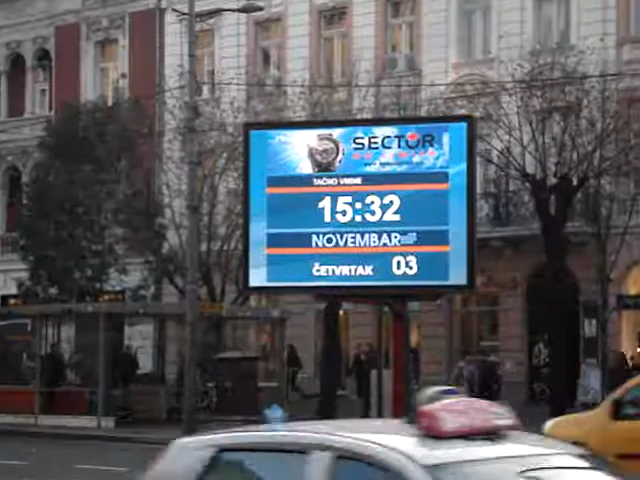 SECTOR
TAČNO VREME
15:32
NOVEMBAR
ČETVRTAK 03